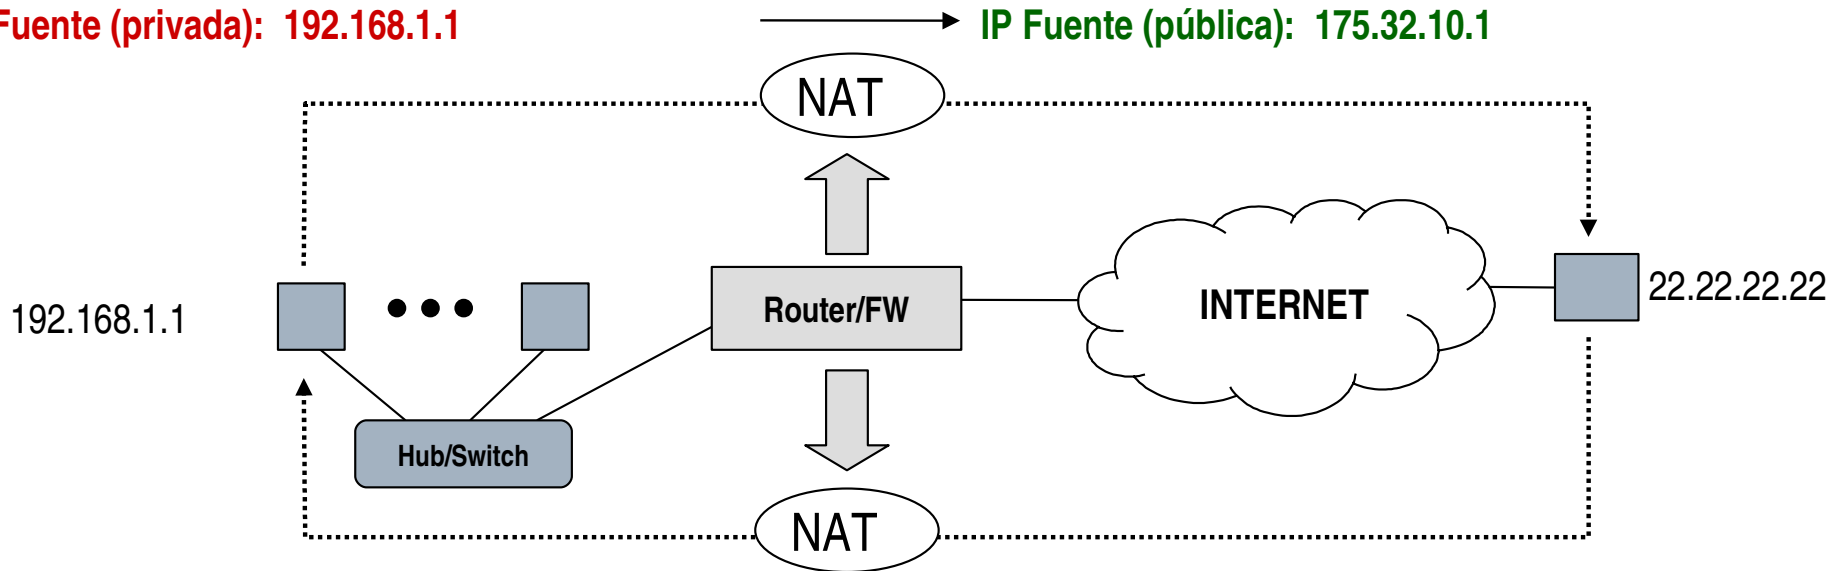 Fuente (privada): 192.168.1.1
IP Fuente (pública): 175.32.10.1
NAT
192.168.1.1
Router/FW
INTERNET
22.22.22.22
Hub/Switch
NAT